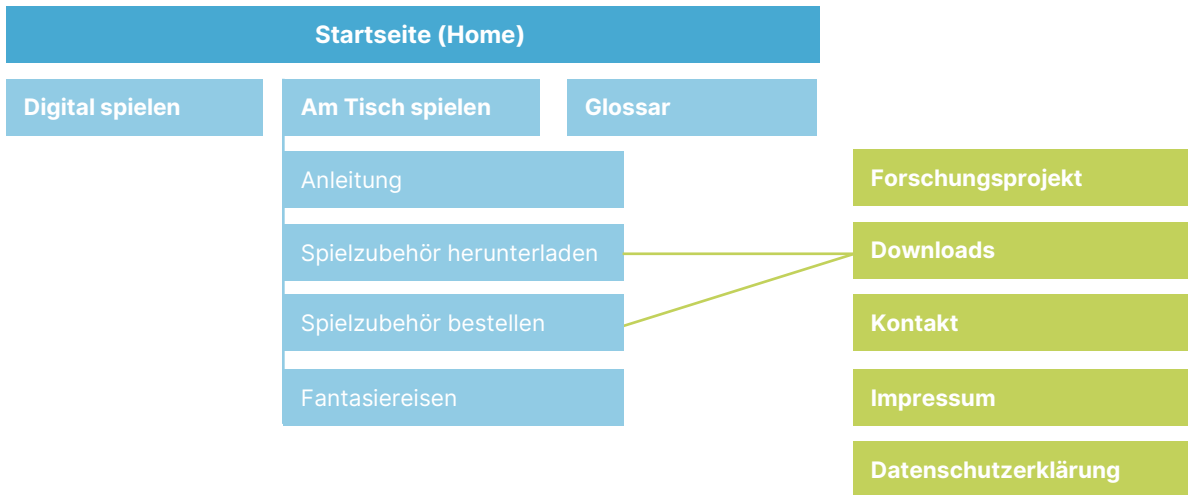 Startseite (Home)
Digital spielen
Am Tisch spielen
Glossar
Anleitung
Spielzubehör herunterladen
Spielzubehör bestellen
Fantasiereisen
Forschungsprojekt
Downloads
Kontakt
Impressum
Datenschutzerklärung